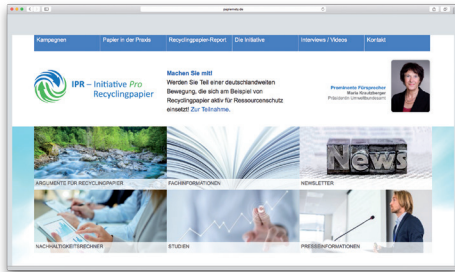 papiernetz.de
Kampagnen Papier in der Praxis Recyclingpapier-Report Die Initiative Interviews / Videos Kontakt
IPR – Initiative Pro
Recyclingpapier
Machen Sie mit!
Werden Sie Teil einer deutschlandweiten
Bewegung, die sich am
Beispiel von
Recyclingpapier aktiv für Ressourcenschutz
einsetzt! Zur Teilnahme.
Prominente Fürsprecher
Maria Krautzberger
Präsidentin Umweltbundesamt
News
ARGUMENTE FÜR RECYCLINGPAPIER FACHINFORMATIONEN NEWSLETTER
NACHHALTIGKEITSRECHNER STUDIEN PRESSEINFORMATIONEN